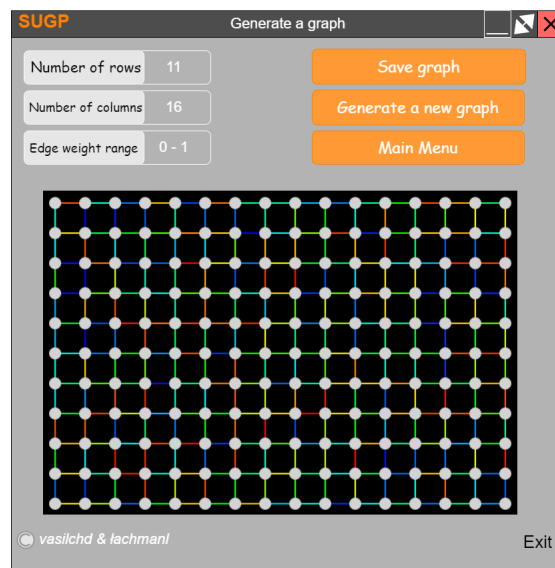 SUGP Generate a graph
Number of rows 11
Save graph
Number of columns 16
Generate a new graph
Edge weight range 0 - 1
Main Menu
vasilchd & łachmanl
Exit